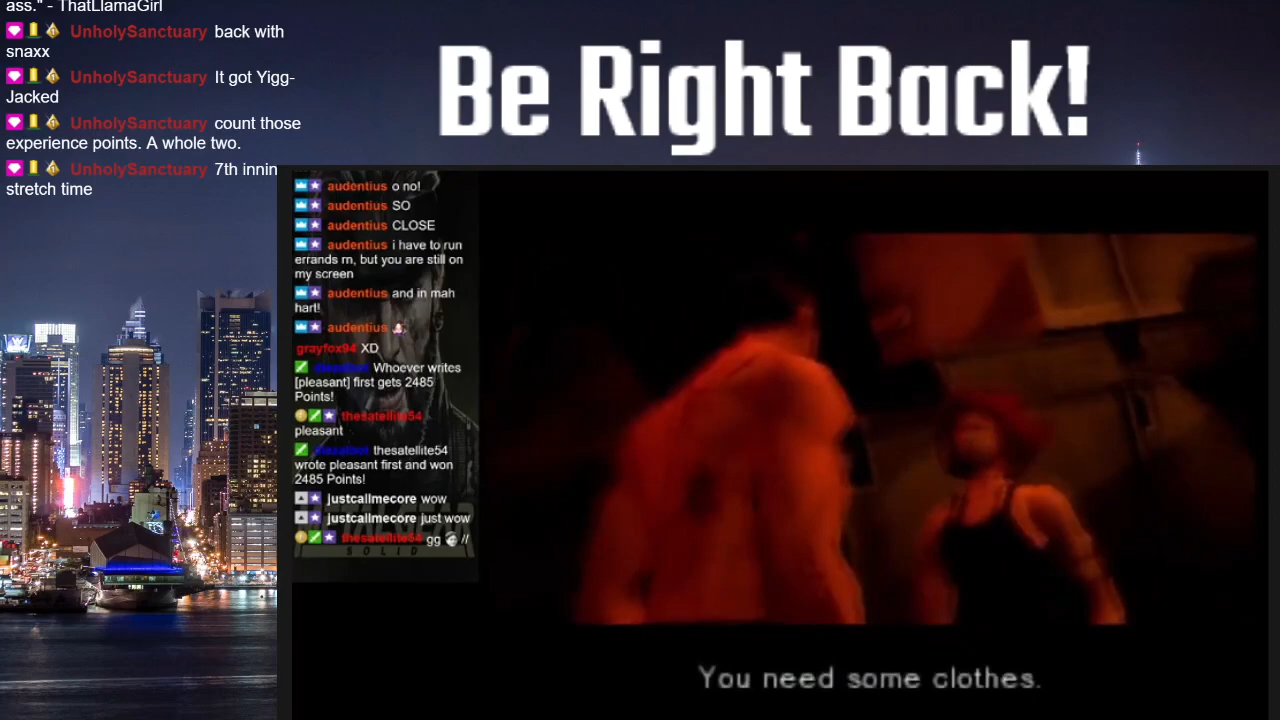 ass." - ThatLlamaGirl
UnholySanctuary back with
snaxx
UnholySanctuary It got Yigg-
Jacked
UnholySanctuary count those
experience points. A whole two.
UnholySanctuary 7th innin
stretch time
Be Right Back!
audentius o no!
audentius SO
audentius CLOSE
audentius i have to run
errands rn, but you are still on
my screen
audentius and in mah
hart!
audentius
grayfox94 XD
Whoever writes
[pleasant] first gets 2485
Points!
thesatellite54
pleasant
thesatellite54
wrote pleasant first and won
2485 Points!
justcallmecore wow
justcallmecore just wow
thesatellite54 gg //
SOLID
You need some clothes.